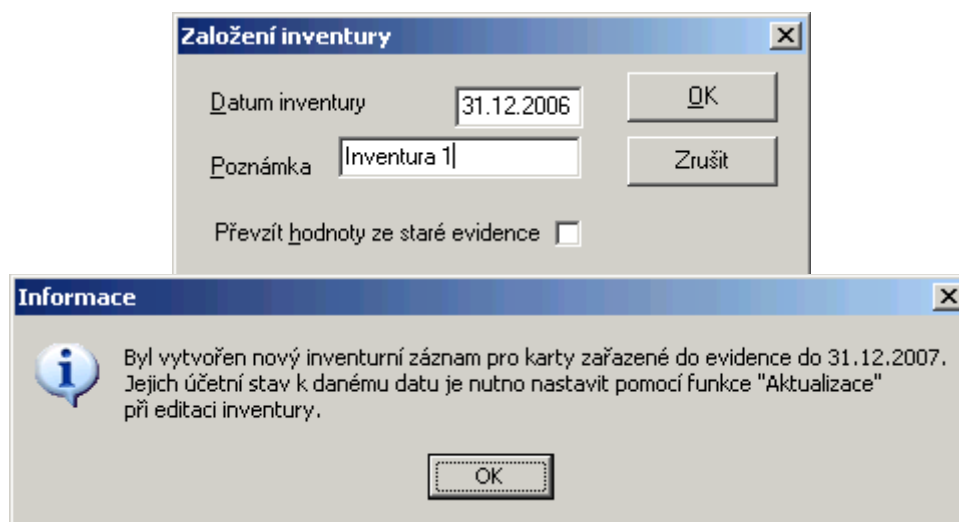 Založení inventury
Datum inventury 31.12.2006 OK
Poznámka Inventura 1 Zrušit
Převzít hodnoty ze staré evidence
Informace
Byl vytvořen nový inventurní záznam pro karty zařazené do evidence do 31.12.2007.
Jejich účetní stav k danému datu je nutno nastavit pomocí funkce "Aktualizace"
při editaci inventury.
OK